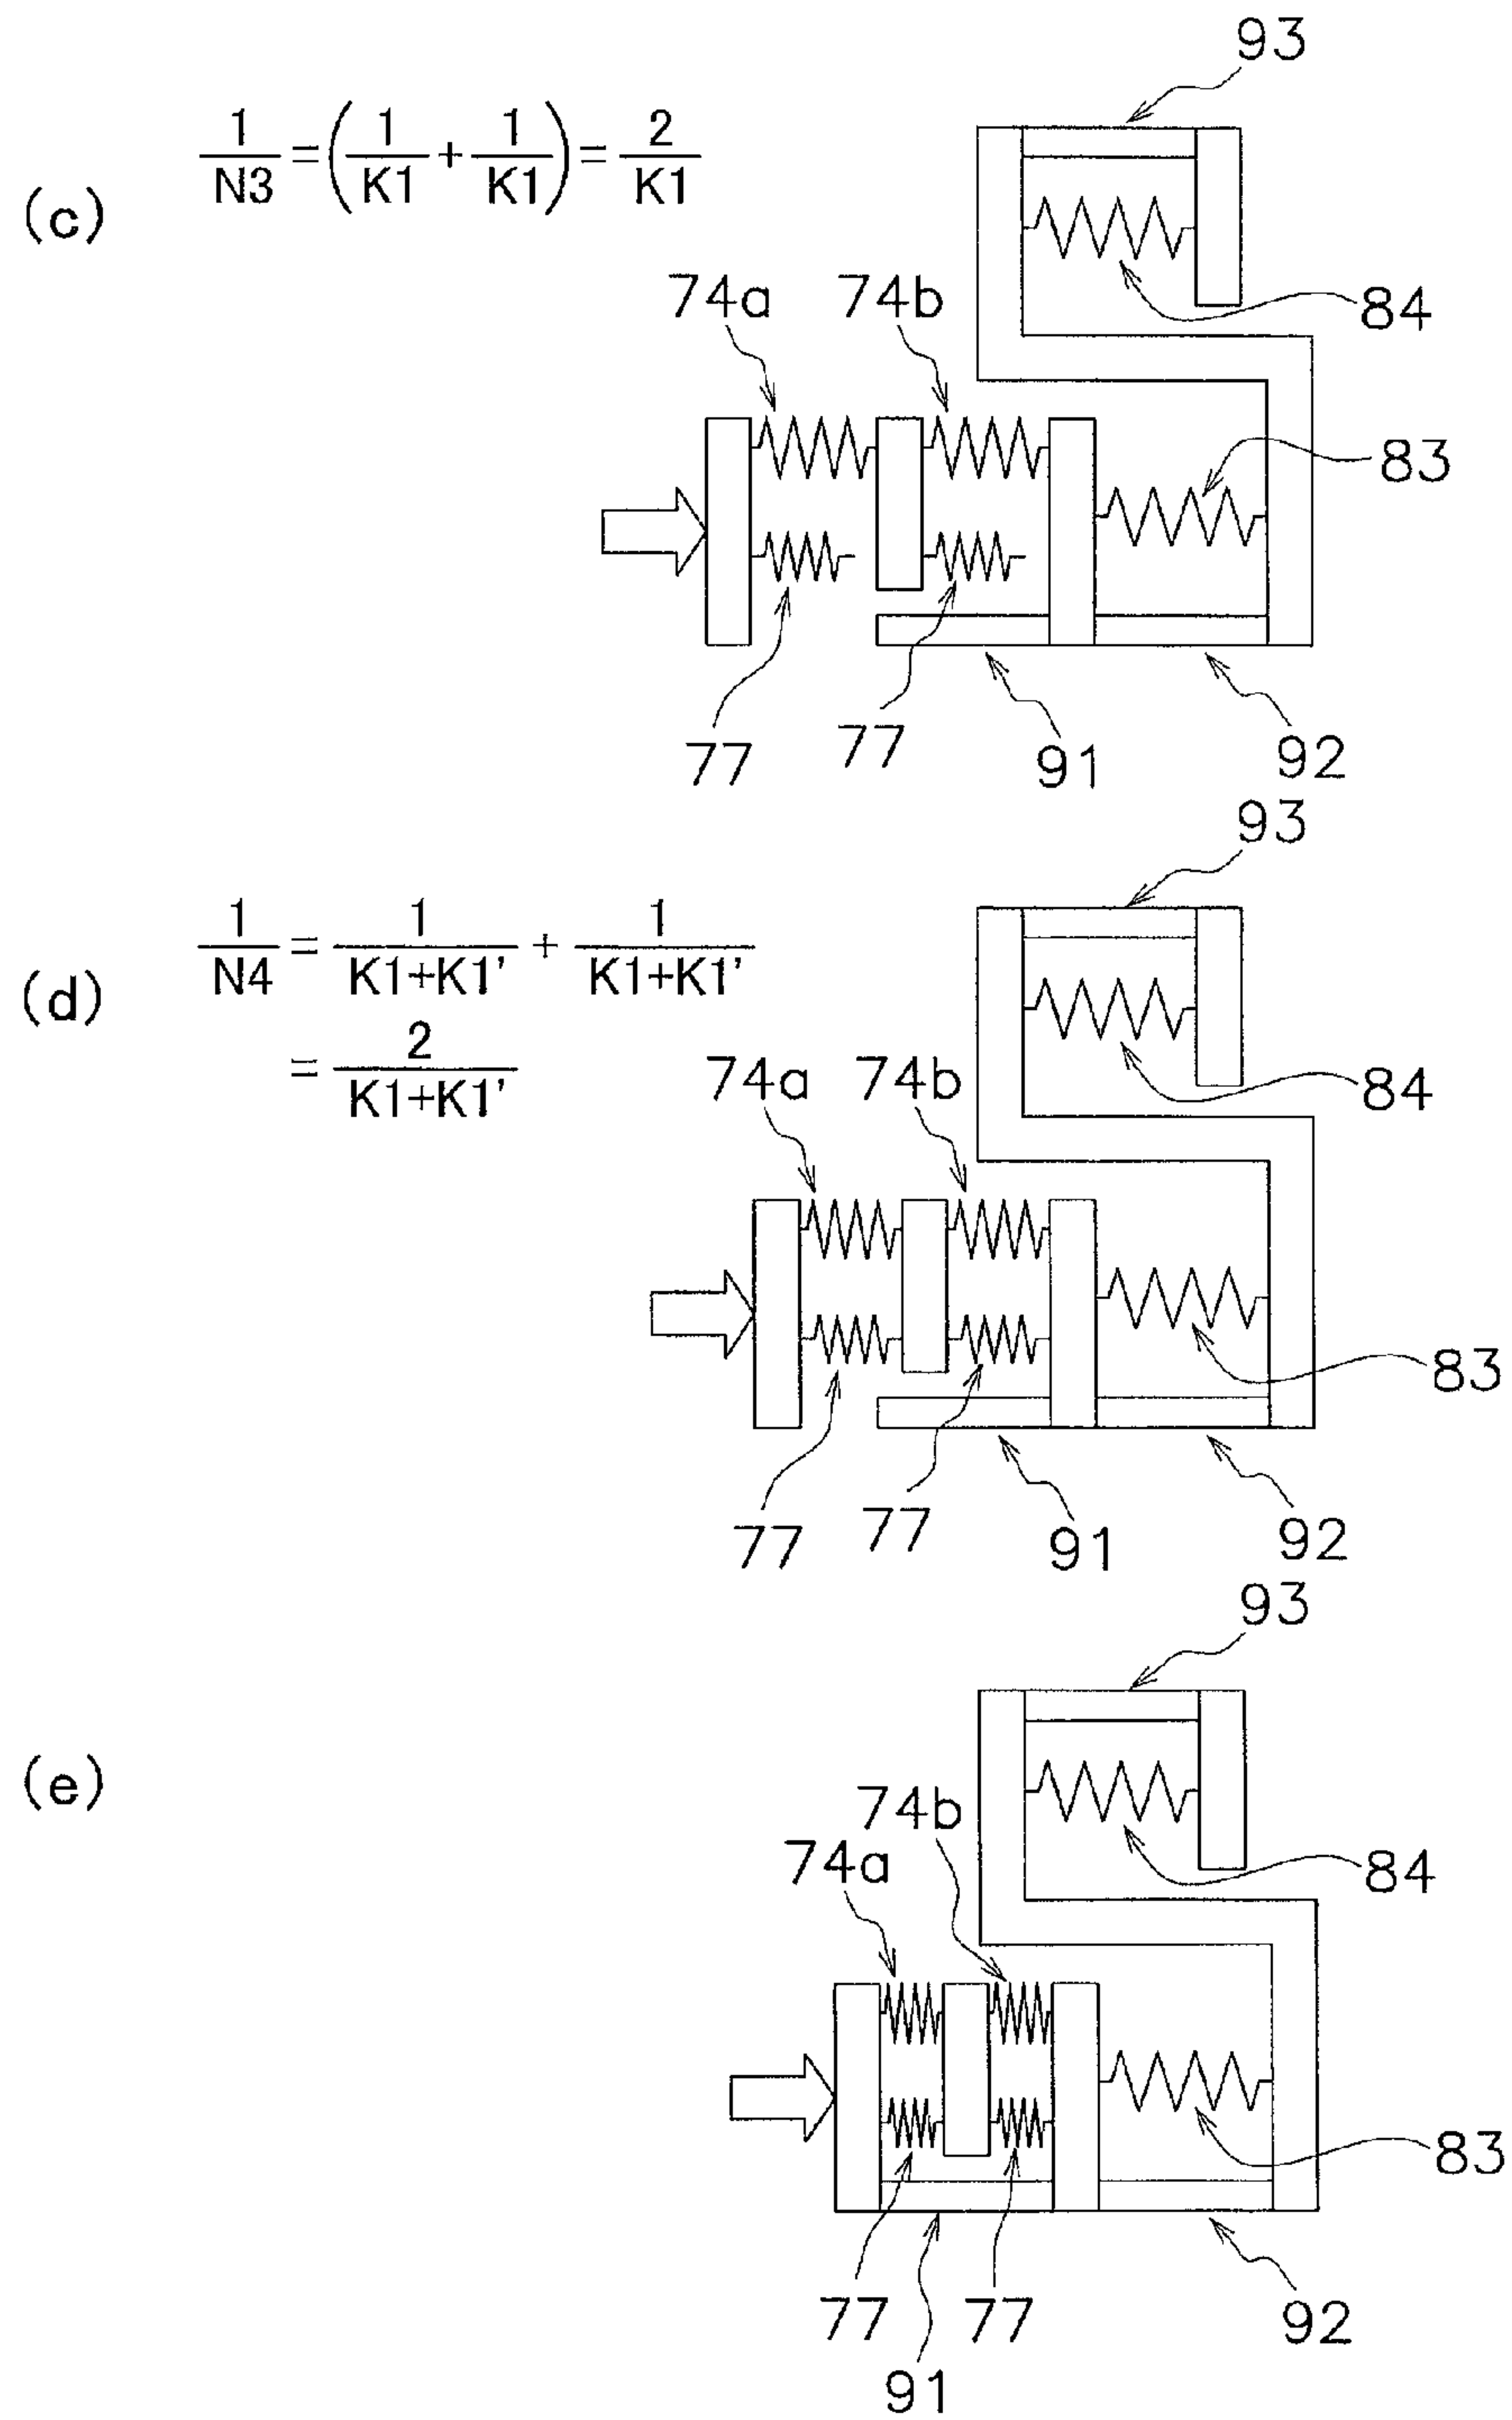 93
(c) 1/N3 = (1/K1 + 1/K1) = 2/K1
74a 74b 84
83
77 77 91 92
93
(d) 1/N4 = 1/(K1+K1') + 1/(K1+K1')
= 2/(K1+K1')
74a 74b 84
83
77 77 91 92
93
(e)
74b
74a 84
83
77 77 92
91